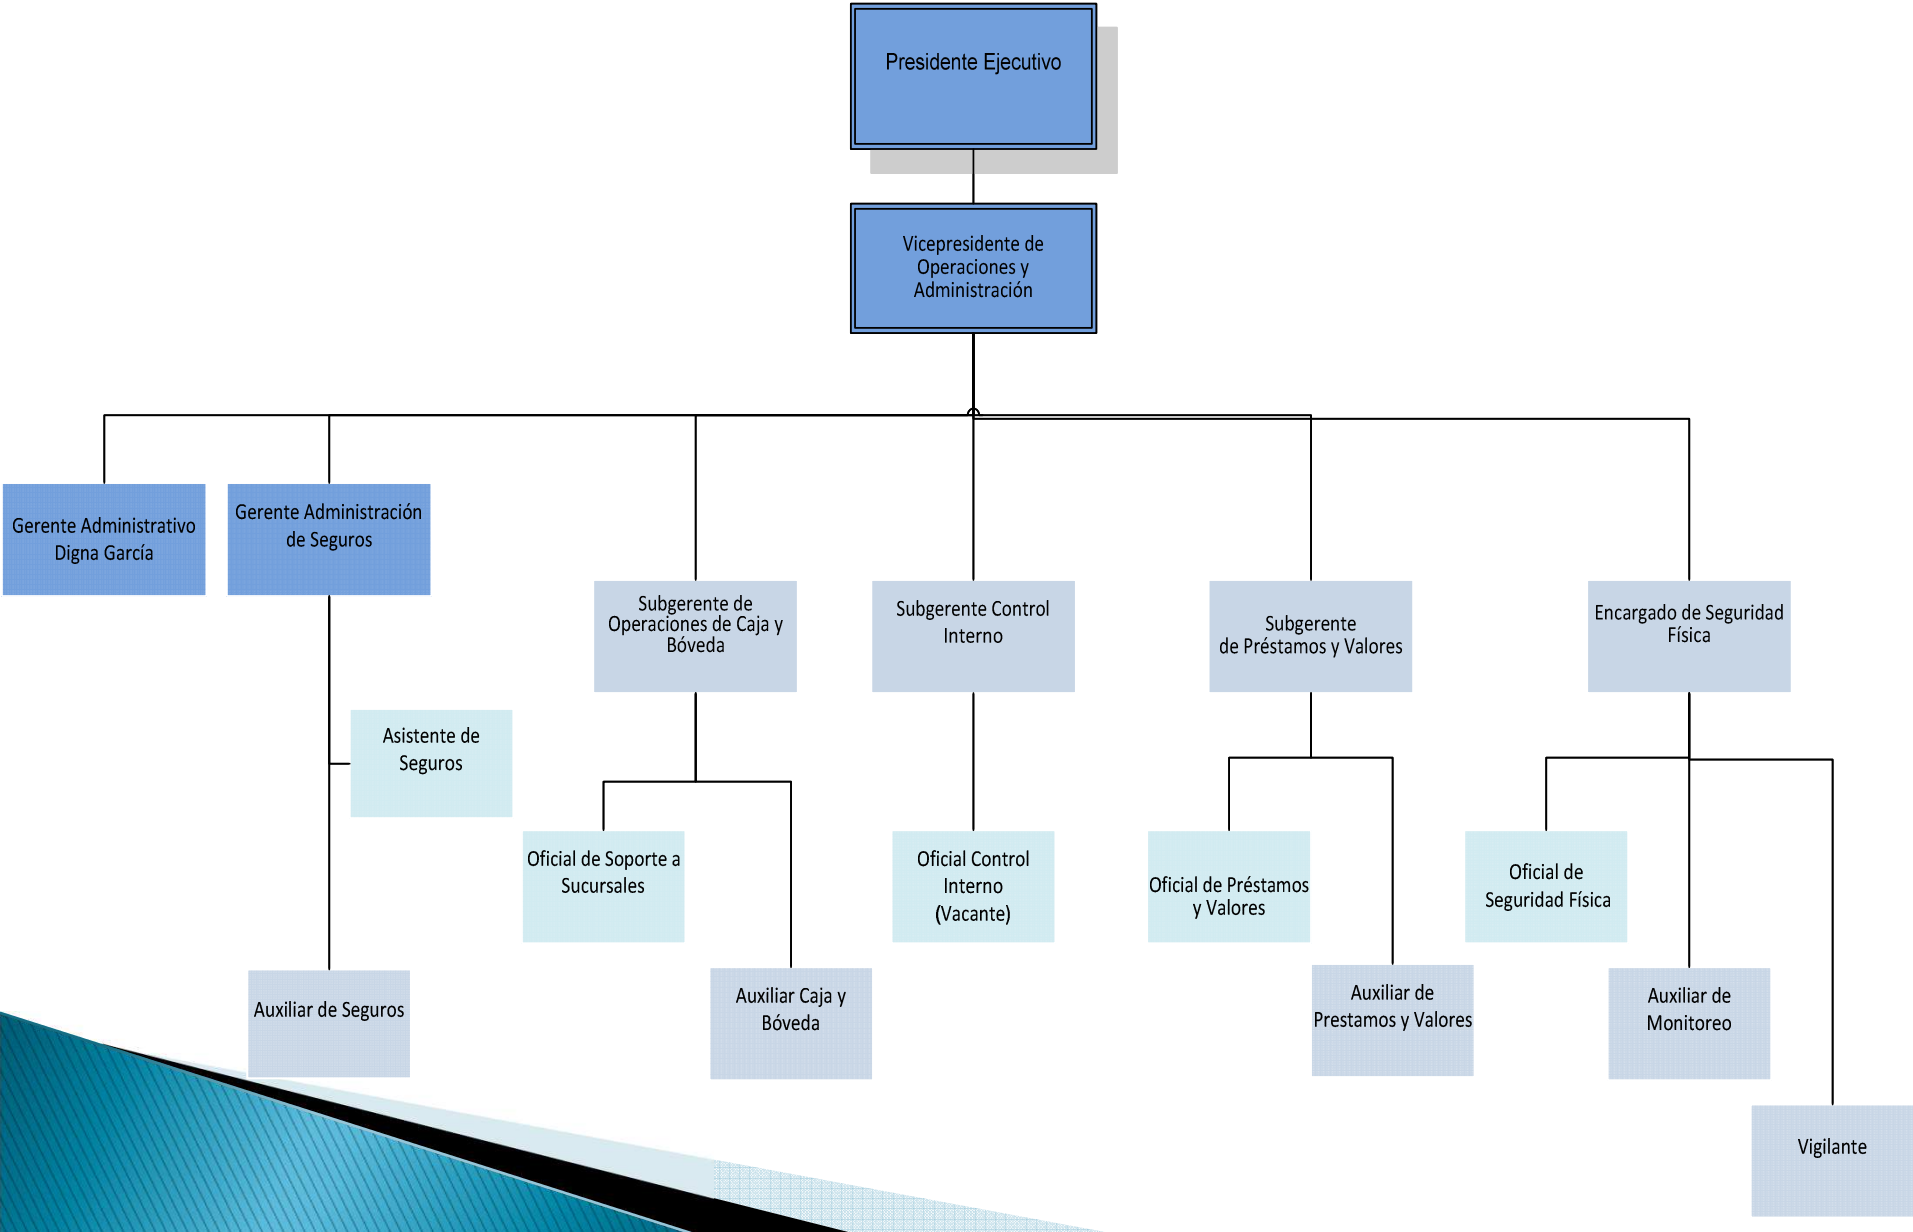 Presidente Ejecutivo
Vicepresidente de
Operaciones y
Administración
Gerente Administrativo
Digna García
Gerente Administración
de Seguros
Subgerente de
Operaciones de Caja y
Bóveda
Subgerente Control
Interno
Subgerente
de Préstamos y Valores
Encargado de Seguridad
Física
Asistente de
Seguros
Oficial de Soporte a
Sucursales
Oficial Control
Interno
(Vacante)
Oficial de Préstamos
y Valores
Oficial de
Seguridad Física
Auxiliar de Seguros
Auxiliar Caja y
Bóveda
Auxiliar de
Prestamos y Valores
Auxiliar de
Monitoreo
Vigilante